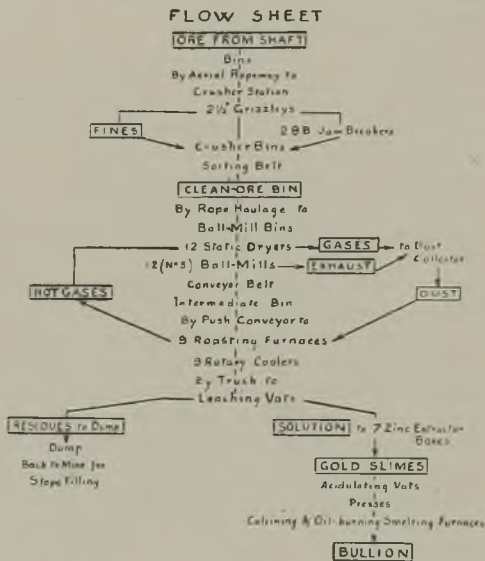 FLOW SHEET
ORE FROM SHAFT
Bins
By Aerial Ropeway to
Crusher Station
2½" Grizzleys
FINES
2 BB Jaw Breakers
Crusher Bins
Sorting Belt
CLEAN-ORE BIN
By Rope Haulage to
Ball-Mill Bins
12 Static Dryers GASES to Dust
Collector
12 (No 5) Ball-Mills EXHAUST
Conveyor Belt
HOT GASES
DUST
Intermediate Bin
By Push Conveyor to
9 Roasting Furnaces
9 Rotary Coolers
By Truck to
Leaching Vats
RESIDUES to Dump
SOLUTION to 7 Zinc Extractor
Boxes
Dump
Back to Mine for
Stope Filling
GOLD SLIMES
Acidulating Vats
Presses
Calcining & Oil-burning Smelting Furnaces
BULLION